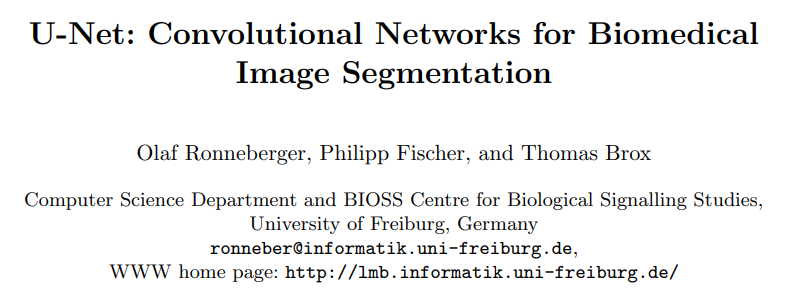 U-Net: Convolutional Networks for Biomedical
Image Segmentation
Olaf Ronneberger, Philipp Fischer, and Thomas Brox
Computer Science Department and BIOSS Centre for Biological Signalling Studies,
University of Freiburg, Germany
ronneber@informatik.uni-freiburg.de,
WWW home page: http://lmb.informatik.uni-freiburg.de/